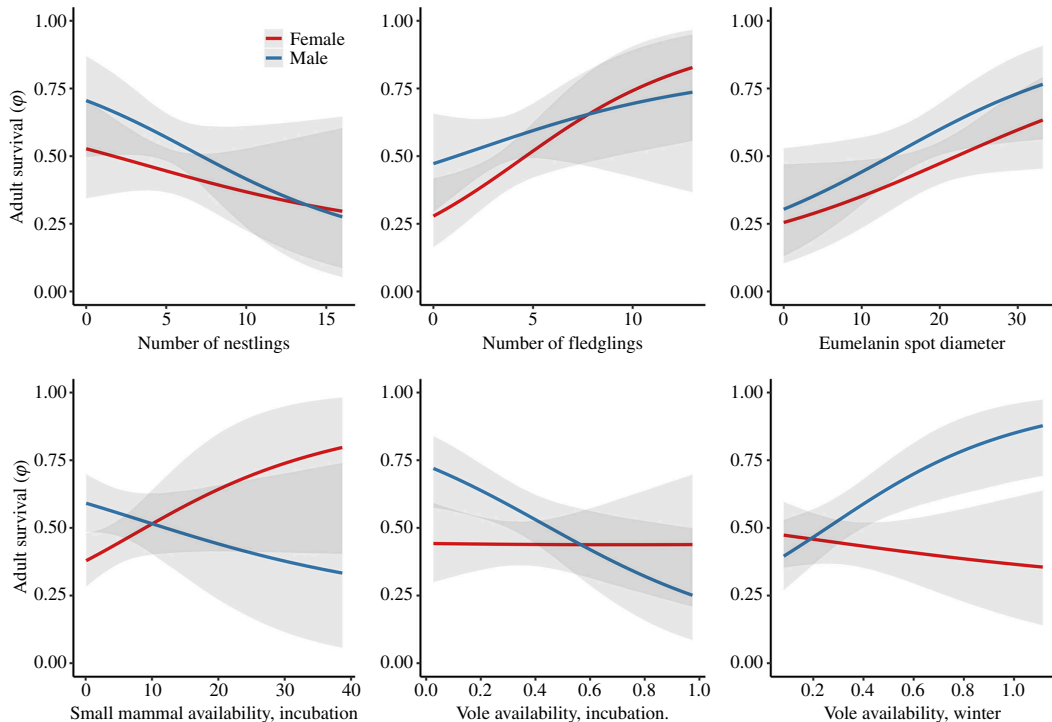 1.00
0.75
0.50
0.25
0.00
Adult survival (φ)
0 5 10 15
Number of nestlings
Female
Male
1.00
0.75
0.50
0.25
0.00
0 5 10
Number of fledglings
1.00
0.75
0.50
0.25
0.00
0 10 20 30
Eumelanin spot diameter
1.00
0.75
0.50
0.25
0.00
Adult survival (φ)
0 10 20 30 40
Small mammal availability, incubation
1.00
0.75
0.50
0.25
0.00
0.0 0.2 0.4 0.6 0.8 1.0
Vole availability, incubation.
1.00
0.75
0.50
0.25
0.00
0.2 0.4 0.6 0.8 1.0
Vole availability, winter